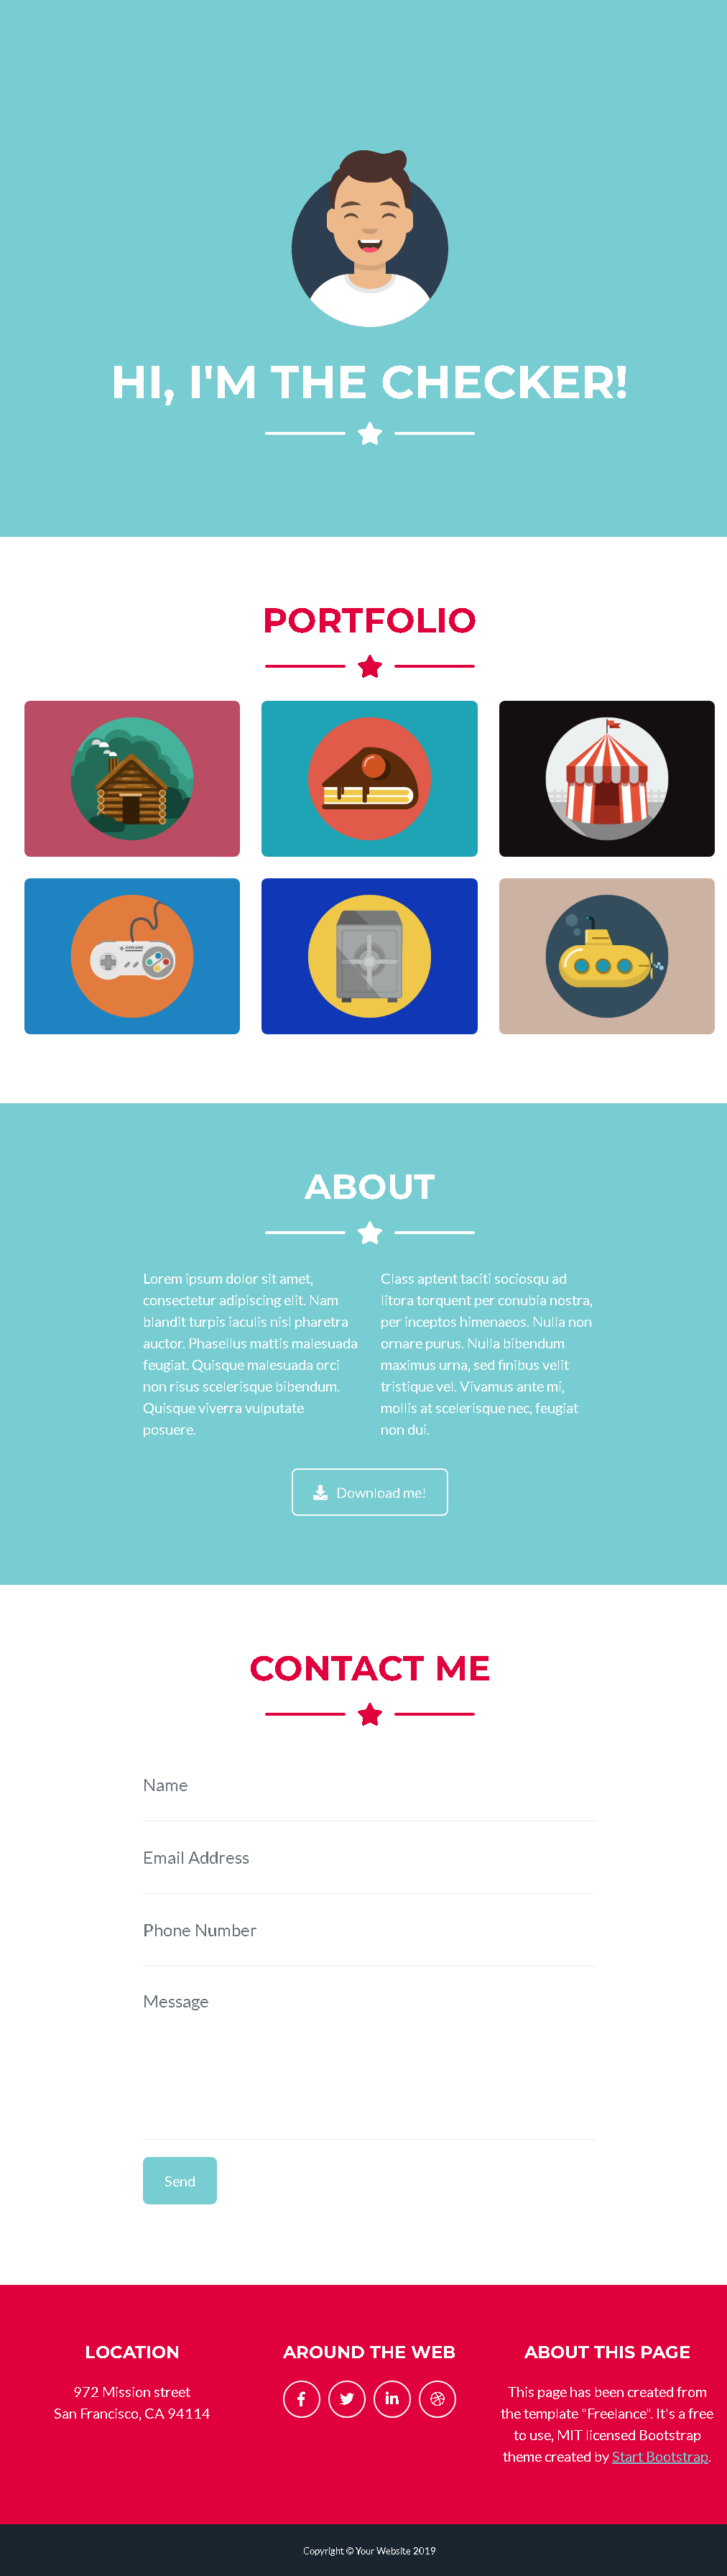 HI, I'M THE CHECKER!
PORTFOLIO
ABOUT
Lorem ipsum dolor sit amet,
consectetur adipiscing elit. Nam
blandit turpis iaculis nisl pharetra
auctor. Phasellus mattis malesuada
feugiat. Quisque malesuada orci
non risus scelerisque bibendum.
Quisque viverra vulputate
posuere.
Class aptent taciti sociosqu ad
litora torquent per conubia nostra,
per inceptos himenaeos. Nulla non
ornare purus. Nulla bibendum
maximus urna, sed finibus velit
tristique vel. Vivamus ante mi,
mollis at scelerisque nec, feugiat
non dui.
Download me!
CONTACT ME
Name
Email Address
Phone Number
Message
Send
LOCATION
972 Mission street
San Francisco, CA 94114
AROUND THE WEB
ABOUT THIS PAGE
This page has been created from
the template "Freelance". It's a free
to use, MIT licensed Bootstrap
theme created by Start Bootstrap.
Copyright © Your Website 2019